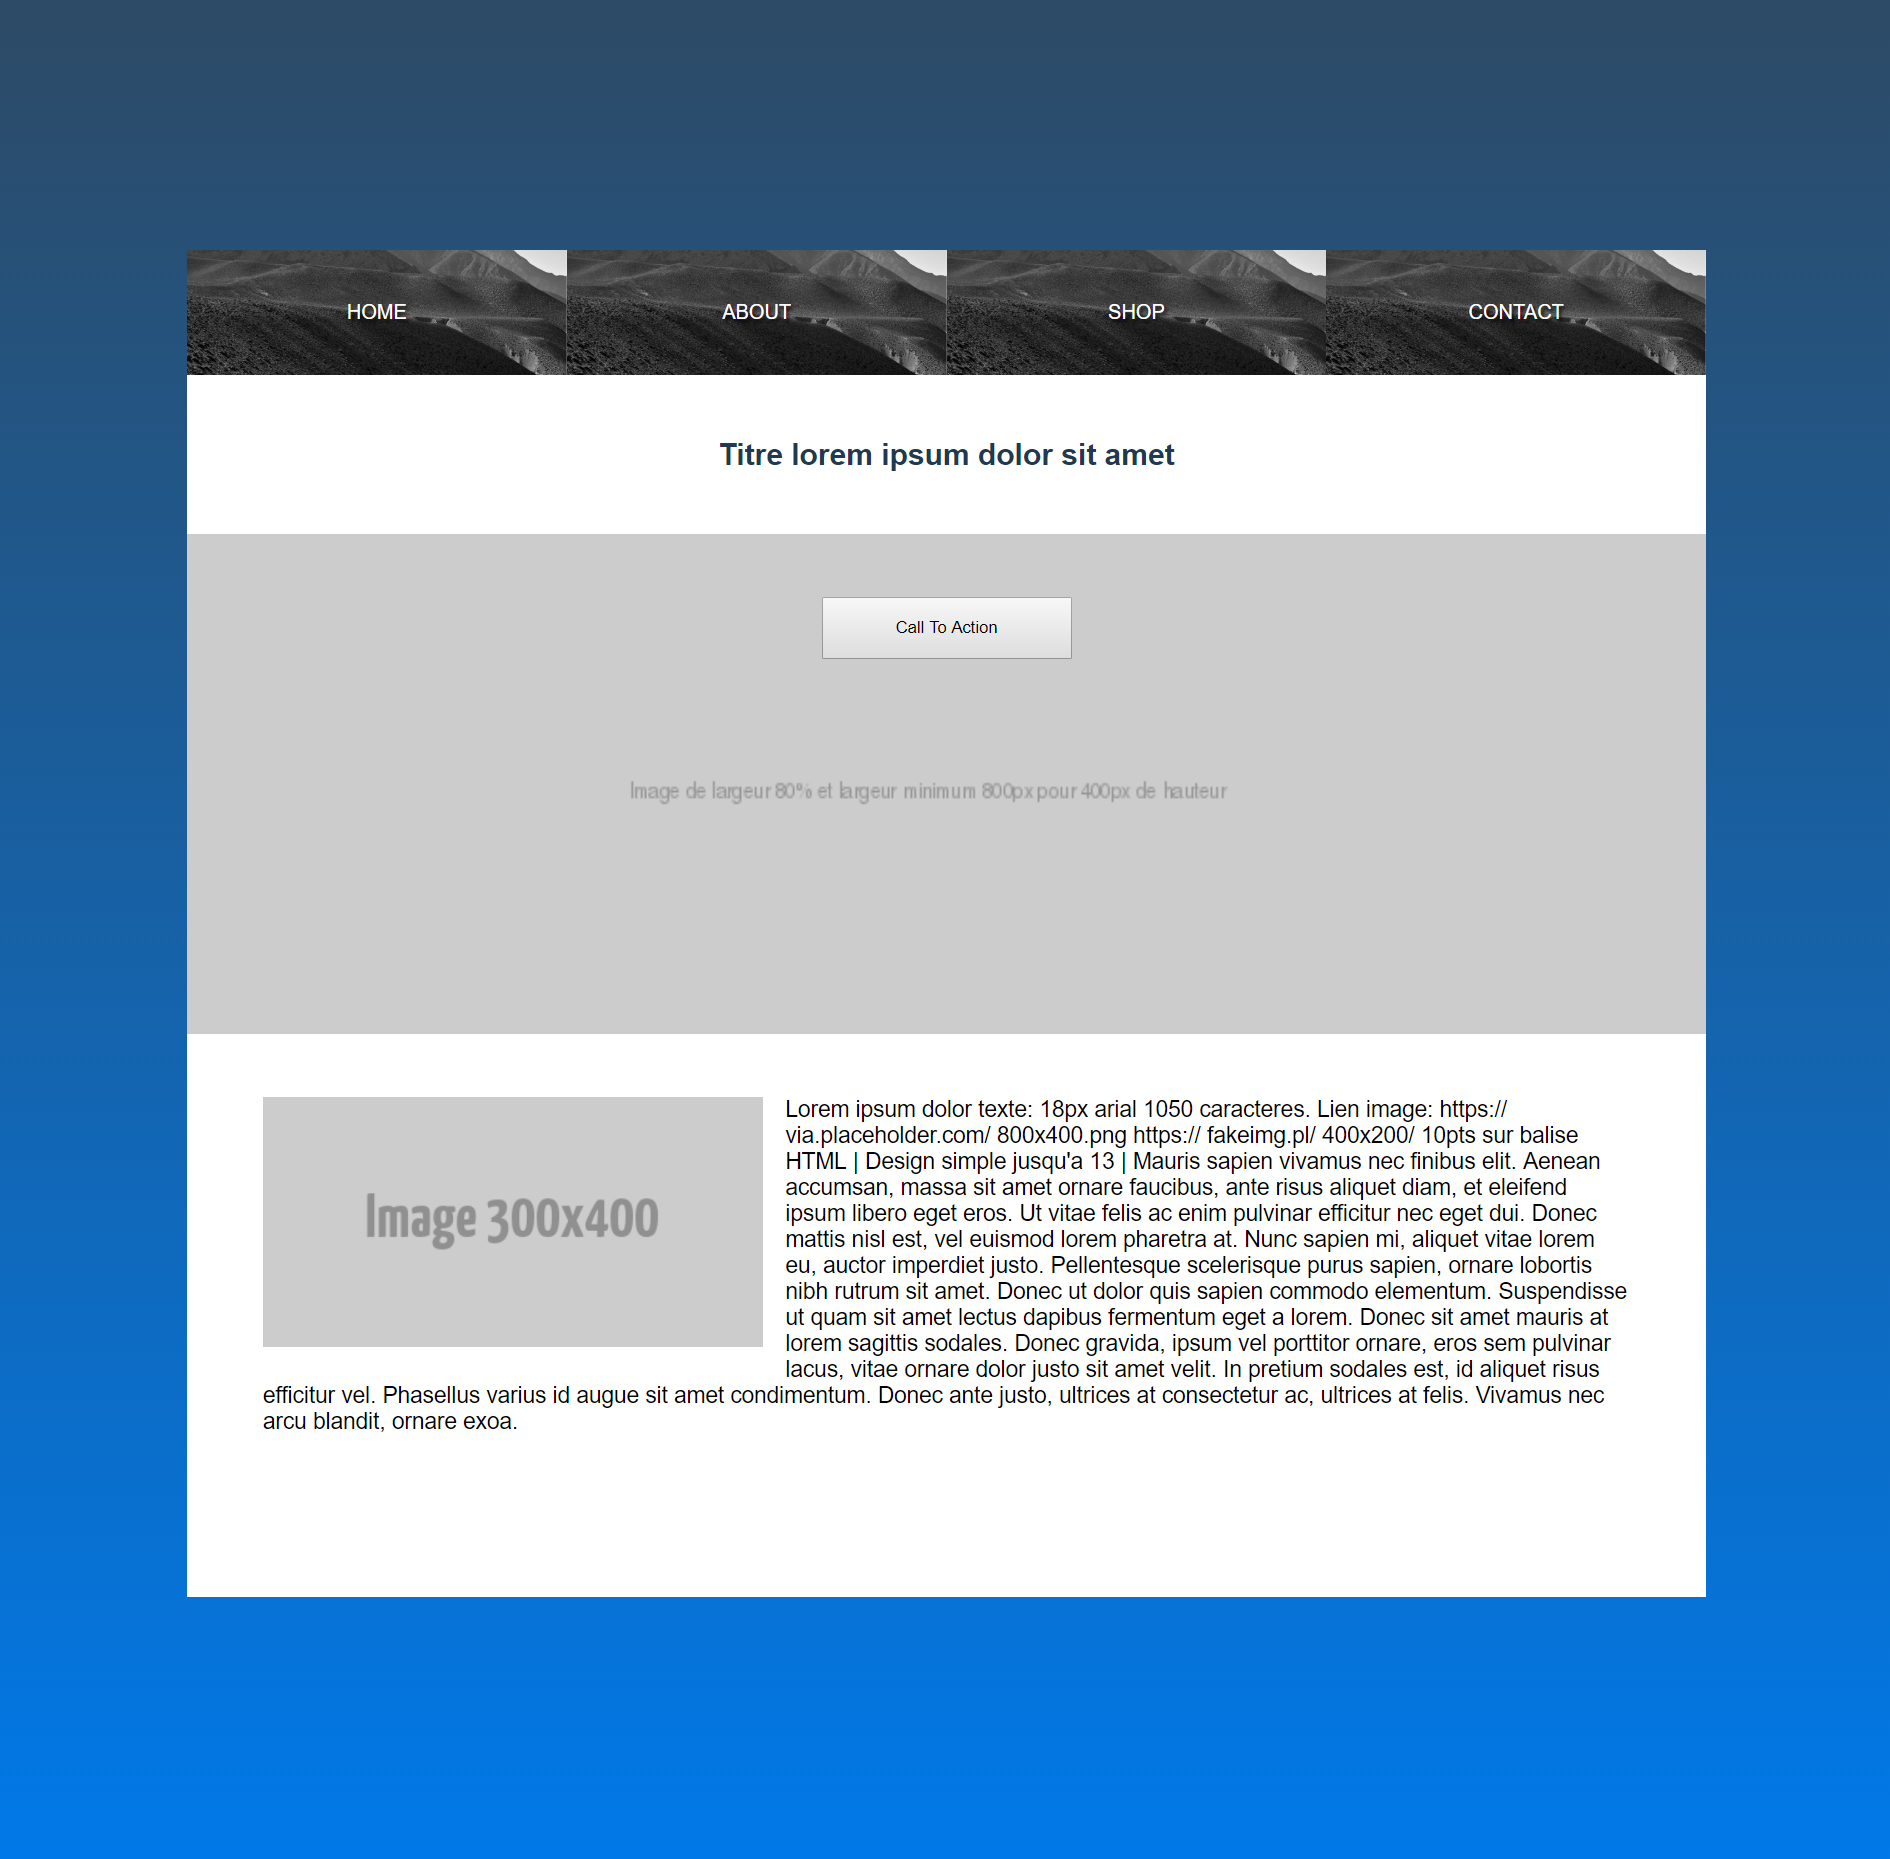 HOME ABOUT SHOP CONTACT
Titre lorem ipsum dolor sit amet
Call To Action
Image de largeur 80% et largeur minimum 800px pour 400px de hauteur
Image 300x400
Lorem ipsum dolor texte: 18px arial 1050 caracteres. Lien image: https://
via.placeholder.com/ 800x400.png https:// fakeimg.pl/ 400x200/ 10pts sur balise
HTML | Design simple jusqu'a 13 | Mauris sapien vivamus nec finibus elit. Aenean
accumsan, massa sit amet ornare faucibus, ante risus aliquet diam, et eleifend
ipsum libero eget eros. Ut vitae felis ac enim pulvinar efficitur nec eget dui. Donec
mattis nisl est, vel euismod lorem pharetra at. Nunc sapien mi, aliquet vitae lorem
eu, auctor imperdiet justo. Pellentesque scelerisque purus sapien, ornare lobortis
nibh rutrum sit amet. Donec ut dolor quis sapien commodo elementum. Suspendisse
ut quam sit amet lectus dapibus fermentum eget a lorem. Donec sit amet mauris at
lorem sagittis sodales. Donec gravida, ipsum vel porttitor ornare, eros sem pulvinar
lacus, vitae ornare dolor justo sit amet velit. In pretium sodales est, id aliquet risus
efficitur vel. Phasellus varius id augue sit amet condimentum. Donec ante justo, ultrices at consectetur ac, ultrices at felis. Vivamus nec
arcu blandit, ornare exoa.